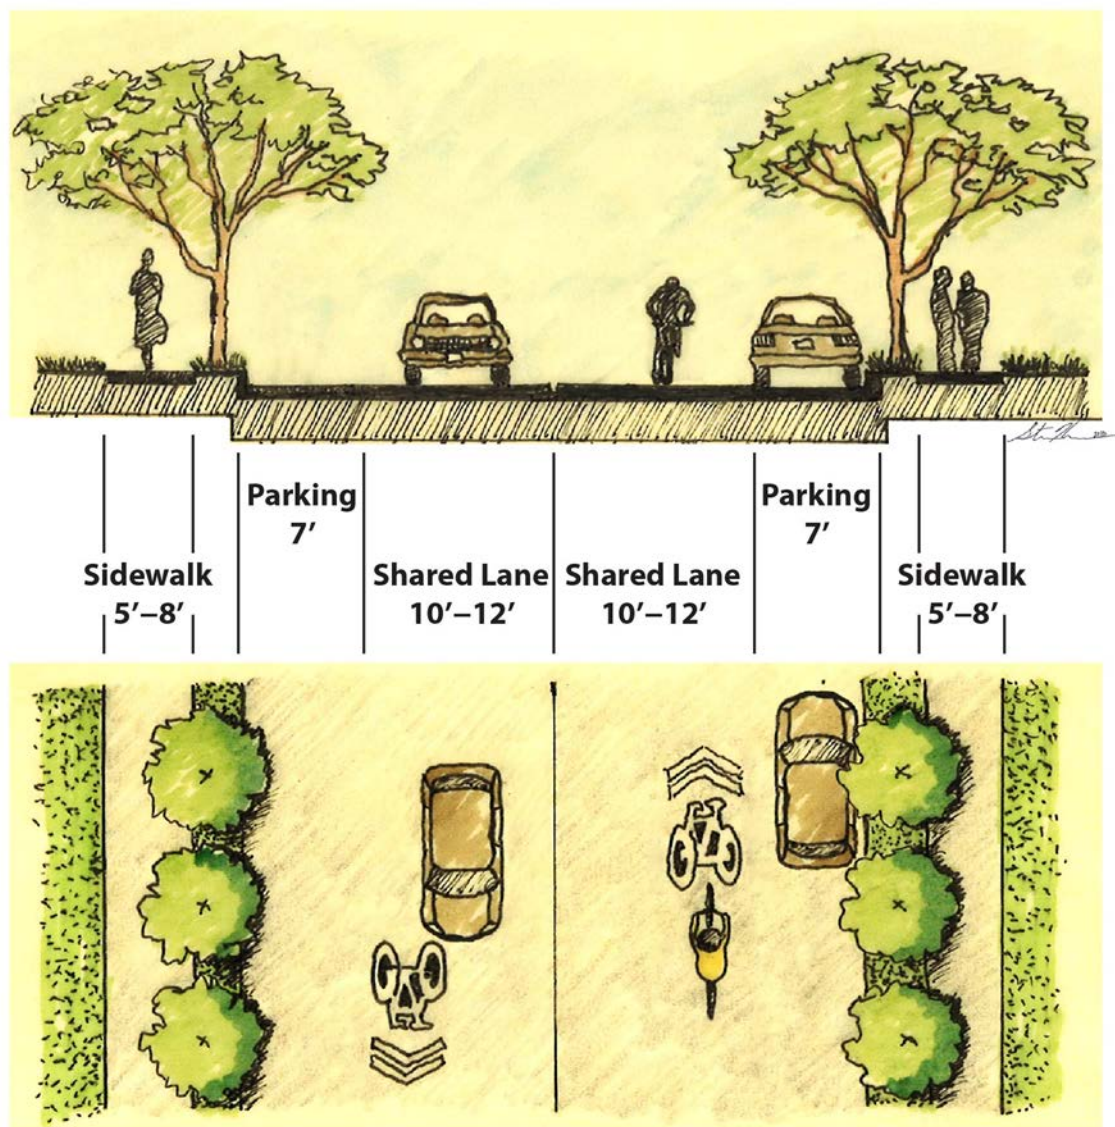 Parking
7’
Parking
7’
Sidewalk
5’–8’
Shared Lane
10’–12’
Shared Lane
10’–12’
Sidewalk
5’–8’